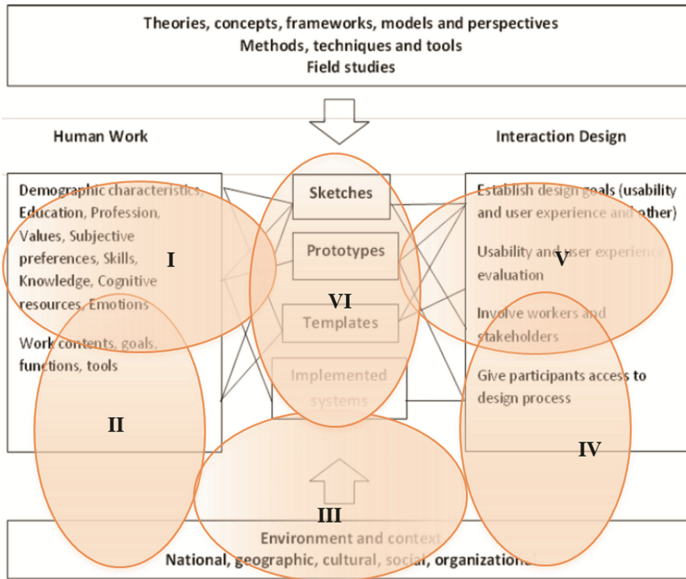 Theories, concepts, frameworks, models and perspectives
Methods, techniques and tools
Field studies
Human Work
Interaction Design
Demographic characteristics,
Education, Profession,
Values, Subjective
preferences, Skills,
Knowledge, Cognitive
resources, Emotions
Work contents, goals,
functions, tools
I
II
Sketches
Prototypes
VI
Templates
Implemented
systems
Establish design goals (usability
and user experience and other)
Usability and user experience
evaluation
V
Involve workers and
stakeholders
Give participants access to
design process
IV
III
Environment and context
National, geographic, cultural, social, organizational